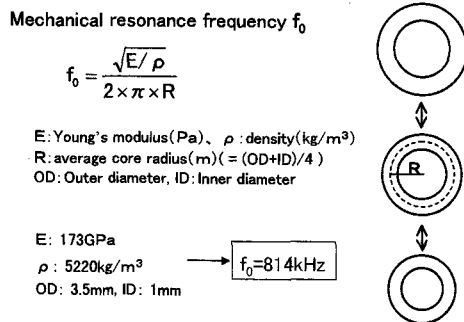 Mechanical resonance frequency f₀
f₀ = √E/ρ / 2×π×R
E:Young's modulus(Pa)、 ρ:density(kg/m³)
R:average core radius(m)(=(OD+ID)/4)
OD:Outer diameter, ID:Inner diameter
R
E: 173GPa
ρ: 5220kg/m³
f₀=814kHz
OD: 3.5mm, ID: 1mm